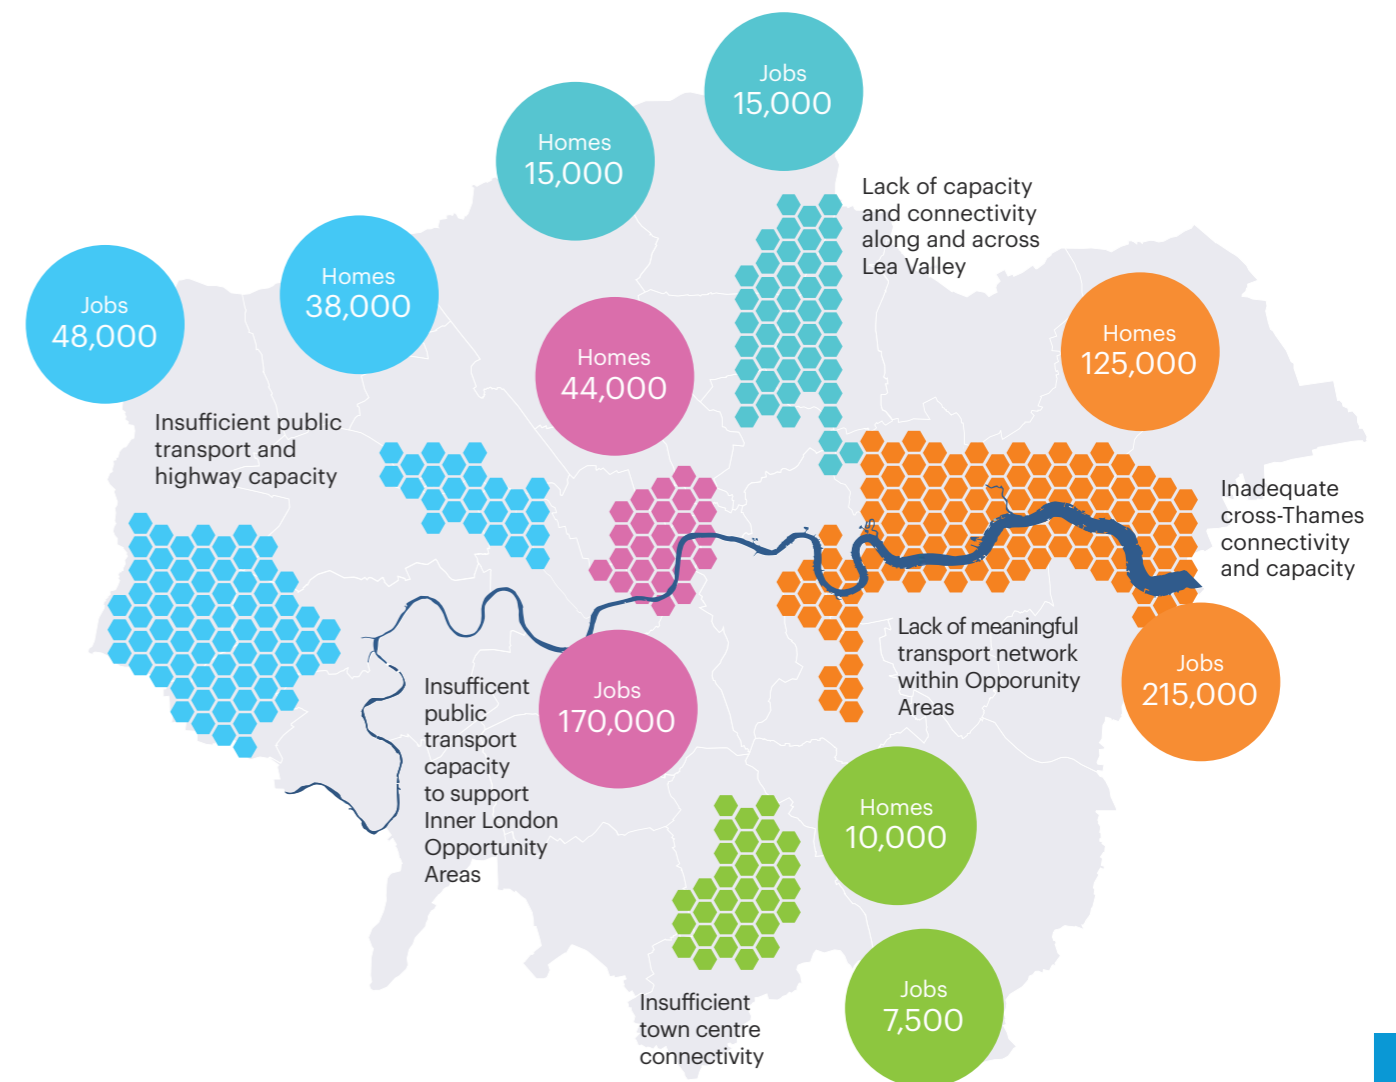 Jobs
15,000
Homes
15,000
Lack of capacity
and connectivity
along and across
Lea Valley
Jobs
48,000
Homes
38,000
Homes
44,000
Homes
125,000
Insufficient public
transport and
highway capacity
Inadequate
cross-Thames
connectivity
and capacity
Lack of meaningful
transport network
within Opporunity
Areas
Jobs
215,000
Insufficent
public
transport
capacity
to support
Inner London
Opportunity
Areas
Jobs
170,000
Homes
10,000
Jobs
7,500
Insufficient
town centre
connectivity